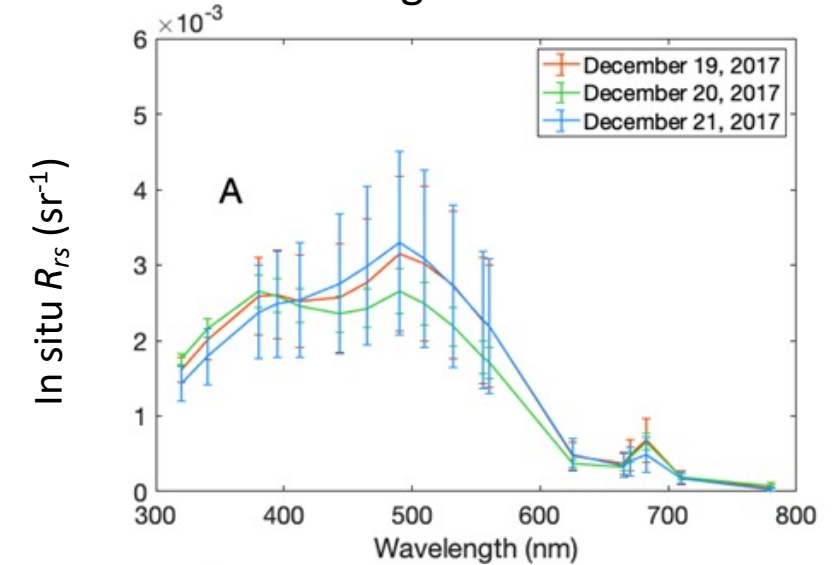 ×10⁻³
6
5
4
3
2
1
0
In situ Rrs (sr⁻¹)
A
December 19, 2017
December 20, 2017
December 21, 2017
300 400 500 600 700 800
Wavelength (nm)